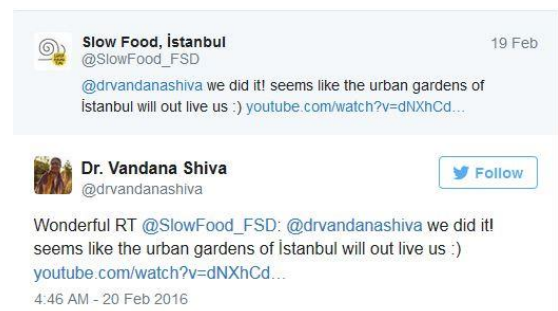 Slow Food, İstanbul
19 Feb
@SlowFood_FSD
@drvandanashiva we did it! seems like the urban gardens of
İstanbul will out live us :) youtube.com/watch?v=dNXhCd…
Dr. Vandana Shiva
Follow
@drvandanashiva
Wonderful RT @SlowFood_FSD: @drvandanashiva we did it!
seems like the urban gardens of İstanbul will out live us :)
youtube.com/watch?v=dNXhCd…
4:46 AM - 20 Feb 2016